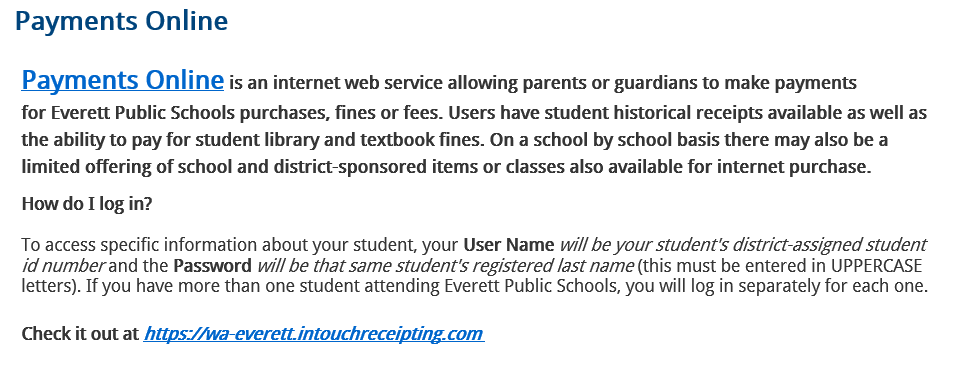 Payments Online
Payments Online is an internet web service allowing parents or guardians to make payments
for Everett Public Schools purchases, fines or fees. Users have student historical receipts available as well as
the ability to pay for student library and textbook fines. On a school by school basis there may also be a
limited offering of school and district-sponsored items or classes also available for internet purchase.
How do I log in?
To access specific information about your student, your User Name will be your student's district-assigned student
id number and the Password will be that same student's registered last name (this must be entered in UPPERCASE
letters). If you have more than one student attending Everett Public Schools, you will log in separately for each one.
Check it out at https://wa-everett.intouchreceipting.com